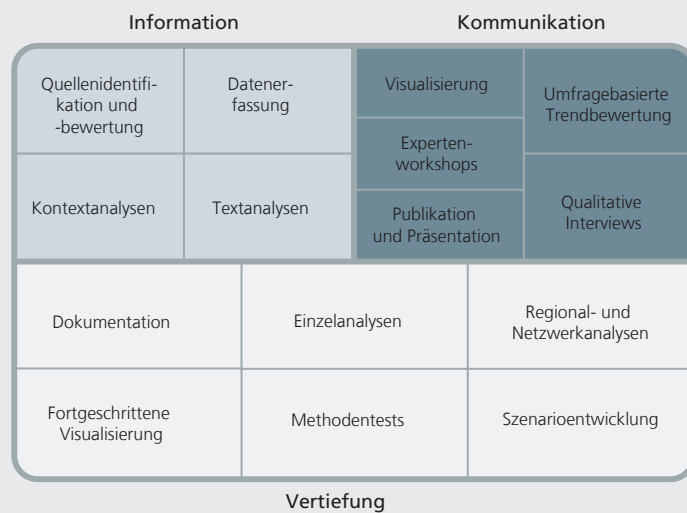 Information
Kommunikation
Quellenidentifi-
kation und
-bewertung
Datener-
fassung
Kontextanalysen
Textanalysen
Visualisierung
Experten-
workshops
Publikation
und Präsentation
Umfragebasierte
Trendbewertung
Qualitative
Interviews
Dokumentation
Einzelanalysen
Regional- und
Netzwerkanalysen
Fortgeschrittene
Visualisierung
Methodentests
Szenarioentwicklung
Vertiefung